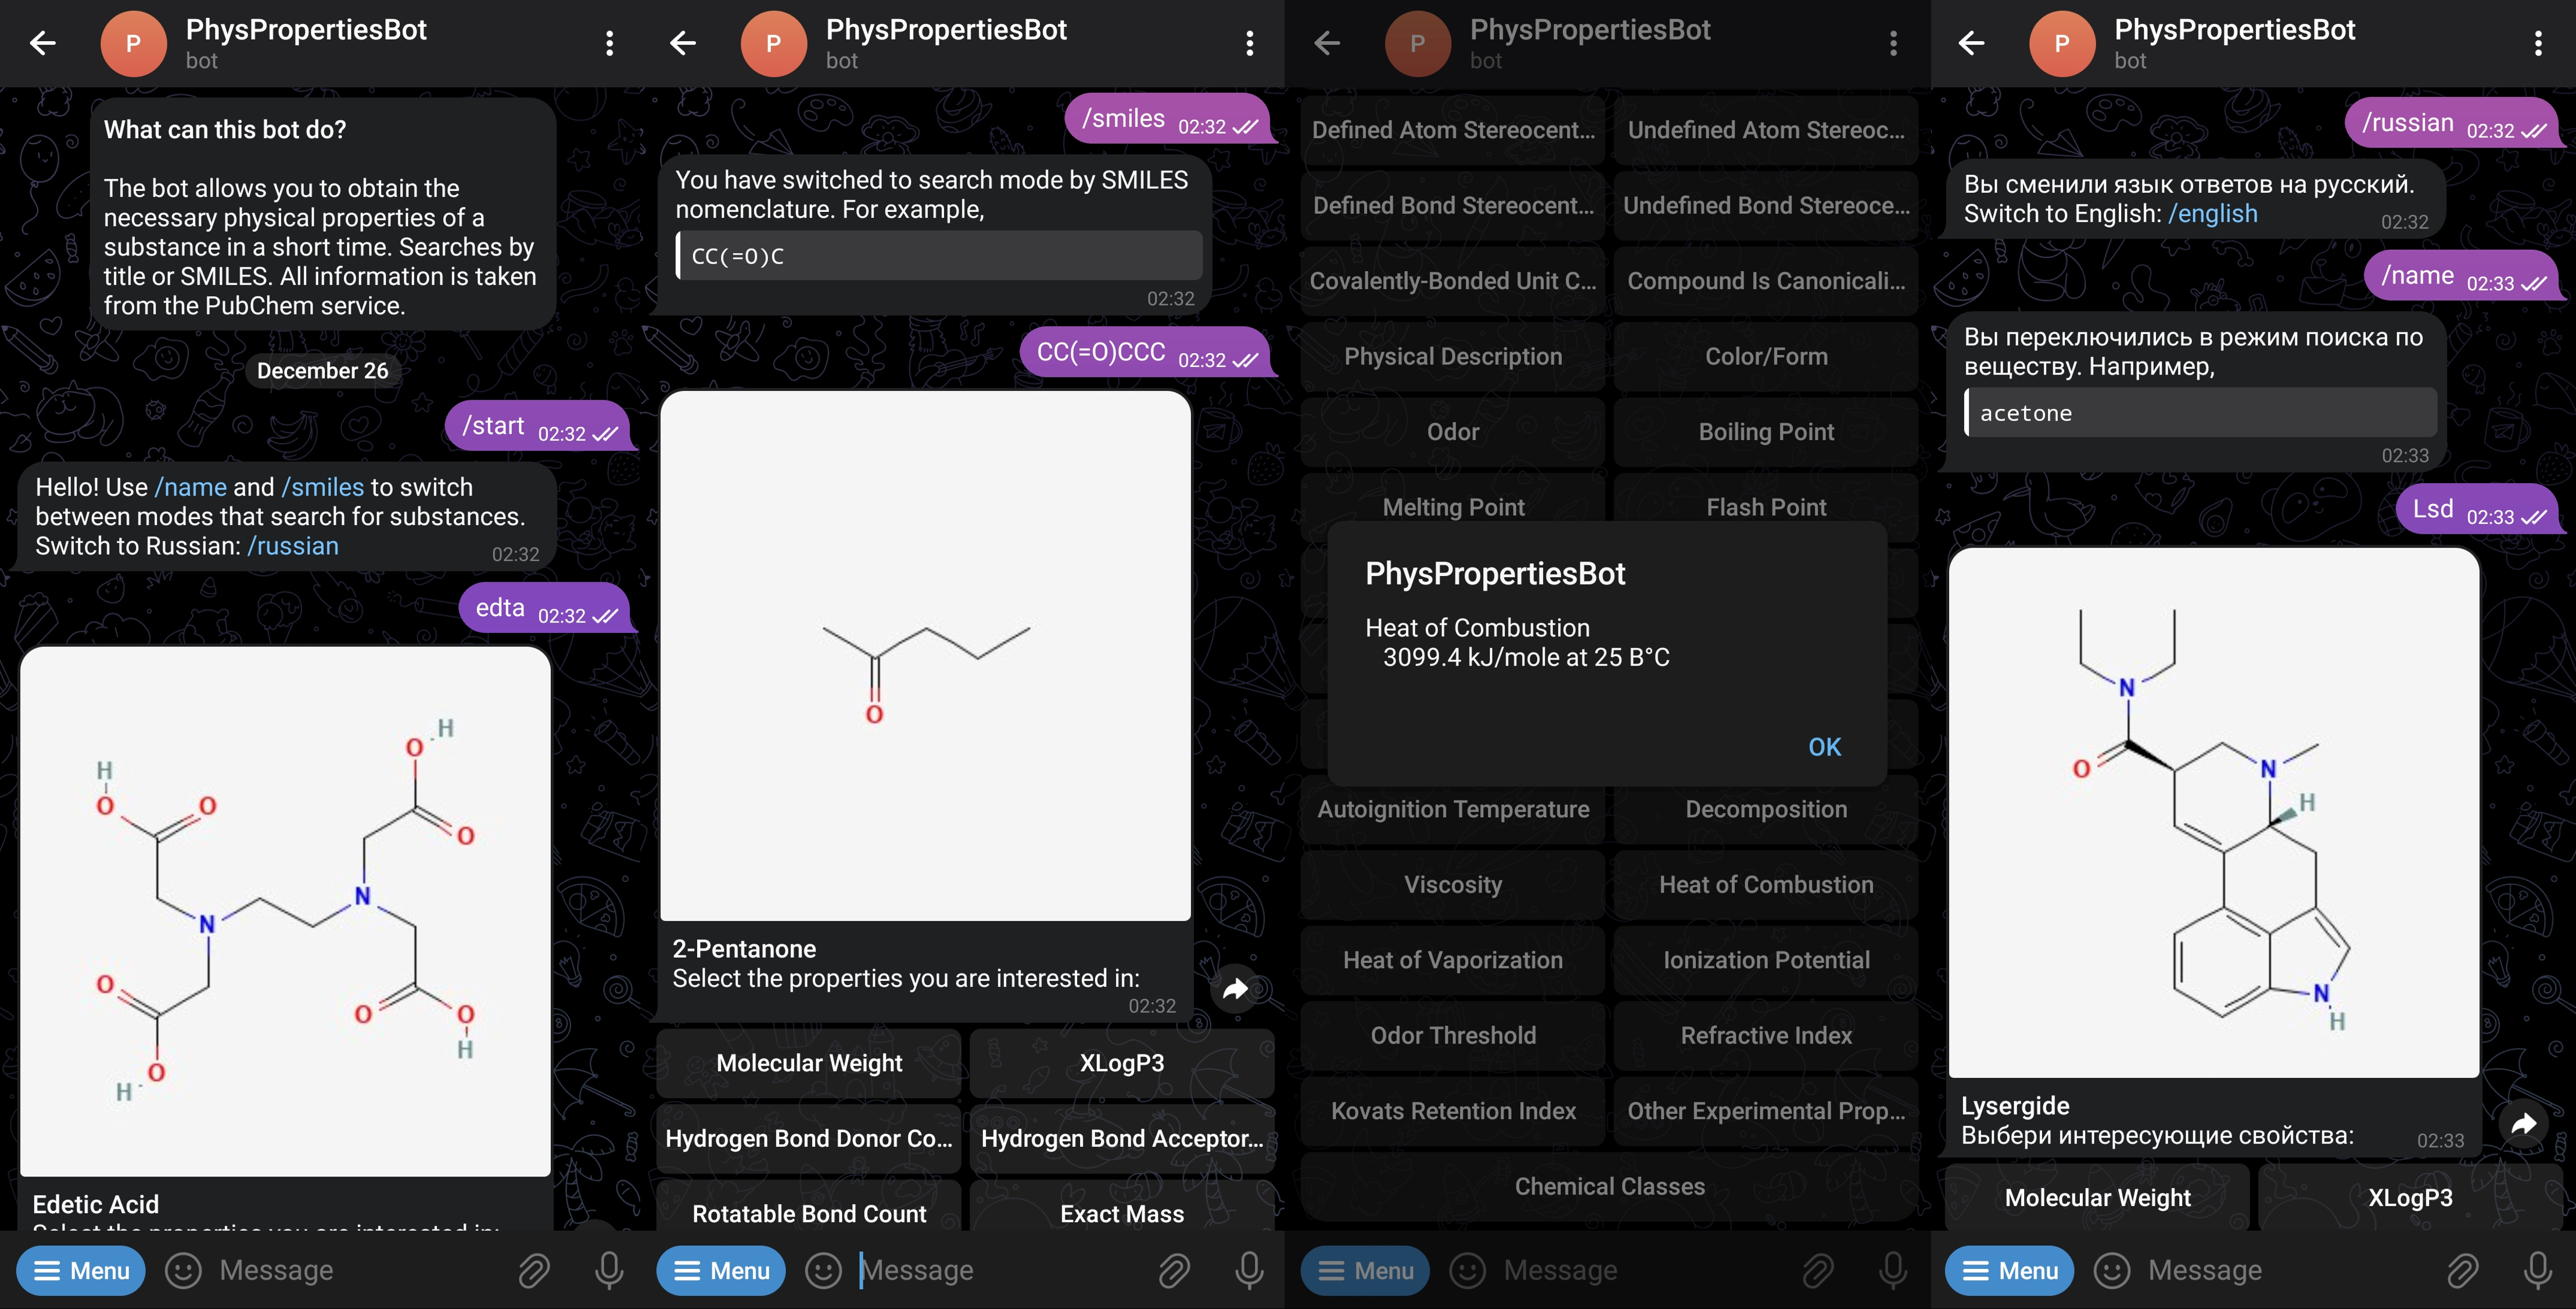 PhysPropertiesBot
bot
What can this bot do?
The bot allows you to obtain the
necessary physical properties of a
substance in a short time. Searches by
title or SMILES. All information is taken
from the PubChem service.
December 26
/start 02:32
Hello! Use /name and /smiles to switch
between modes that search for substances.
Switch to Russian: /russian 02:32
edta 02:32
H
O
H
O
O
O
N
N
O
O
O
H
O
H
Edetic Acid
Menu Message
PhysPropertiesBot
bot
/smiles 02:32
You have switched to search mode by SMILES
nomenclature. For example,
CC(=O)C
02:32
CC(=O)CCC 02:32
O
2-Pentanone
Select the properties you are interested in:
02:32
Molecular Weight XLogP3
Hydrogen Bond Donor Co... Hydrogen Bond Acceptor...
Rotatable Bond Count Exact Mass
Menu Message
PhysPropertiesBot
bot
Defined Atom Stereocent... Undefined Atom Stereoc...
Defined Bond Stereocent... Undefined Bond Stereoce...
Covalently-Bonded Unit C... Compound Is Canonicali...
Physical Description Color/Form
Odor Boiling Point
Melting Point Flash Point
PhysPropertiesBot
Heat of Combustion
3099.4 kJ/mole at 25 В°C
OK
Autoignition Temperature Decomposition
Viscosity Heat of Combustion
Heat of Vaporization Ionization Potential
Odor Threshold Refractive Index
Kovats Retention Index Other Experimental Prop...
Chemical Classes
Menu Message
PhysPropertiesBot
bot
/russian 02:32
Вы сменили язык ответов на русский.
Switch to English: /english 02:32
/name 02:33
Вы переключились в режим поиска по
веществу. Например,
acetone
02:33
Lsd 02:33
N
O
N
H
N
H
Lysergide
Выбери интересующие свойства: 02:33
Molecular Weight XLogP3
Menu Message